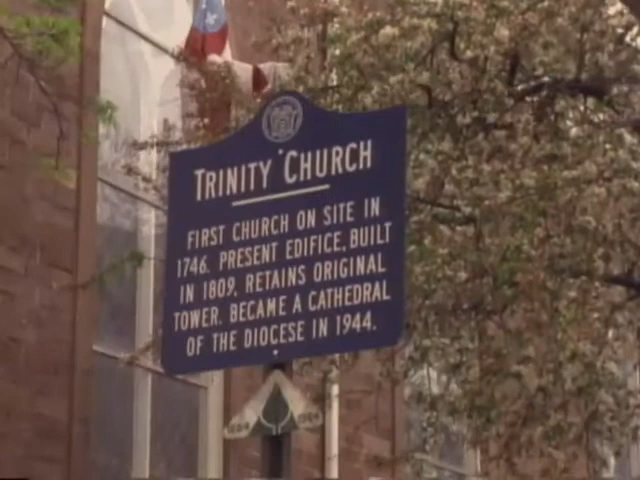 TRINITY CHURCH
FIRST CHURCH ON SITE IN
1746. PRESENT EDIFICE, BUILT
IN 1809, RETAINS ORIGINAL
TOWER. BECAME A CATHEDRAL
OF THE DIOCESE IN 1944.